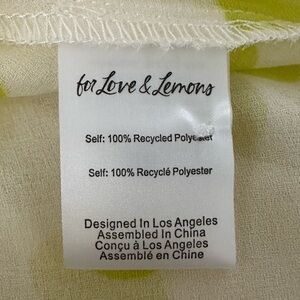 for Love & Lemons
Self: 100% Recycled Polyester
Self: 100% Recyclé Polyester
Designed In Los Angeles
Assembled In China
Conçu à Los Angeles
Assemblé en Chine